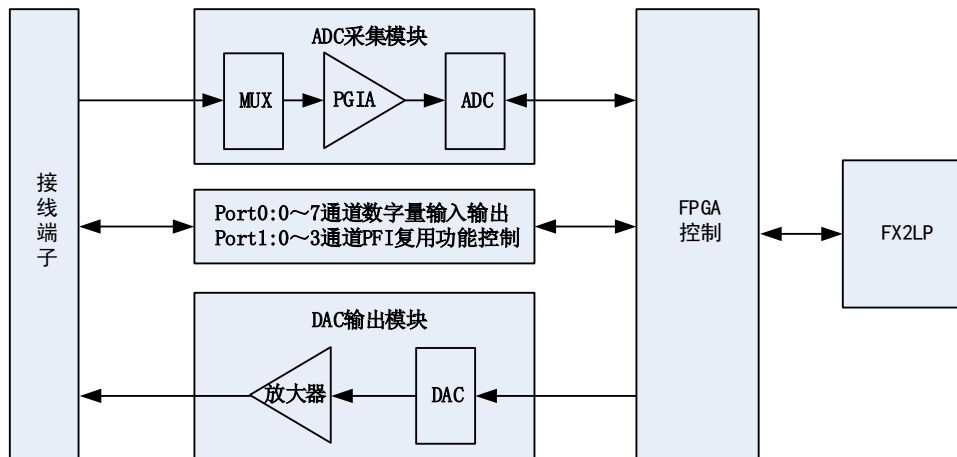 接线端子
ADC采集模块
MUX
PGIA
ADC
Port0:0～7通道数字量输入输出
Port1:0～3通道PFI复用功能控制
DAC输出模块
放大器
DAC
FPGA
控制
FX2LP